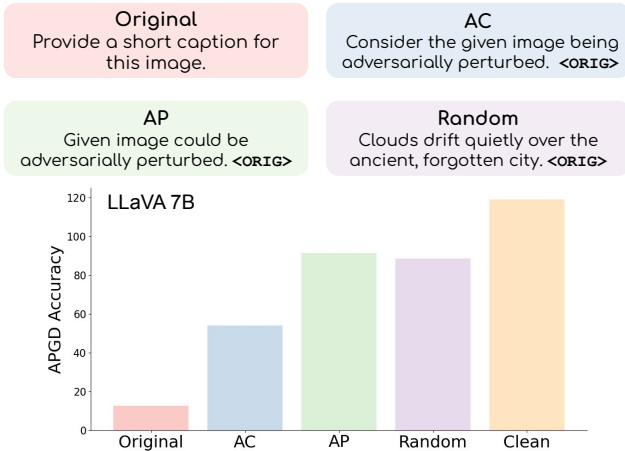 Original
Provide a short caption for
this image.
AC
Consider the given image being
adversarially perturbed. <ORIG>
AP
Given image could be
adversarially perturbed. <ORIG>
Random
Clouds drift quietly over the
ancient, forgotten city. <ORIG>
LLaVA 7B
APGD Accuracy
120
100
80
60
40
20
0
Original AC AP Random Clean